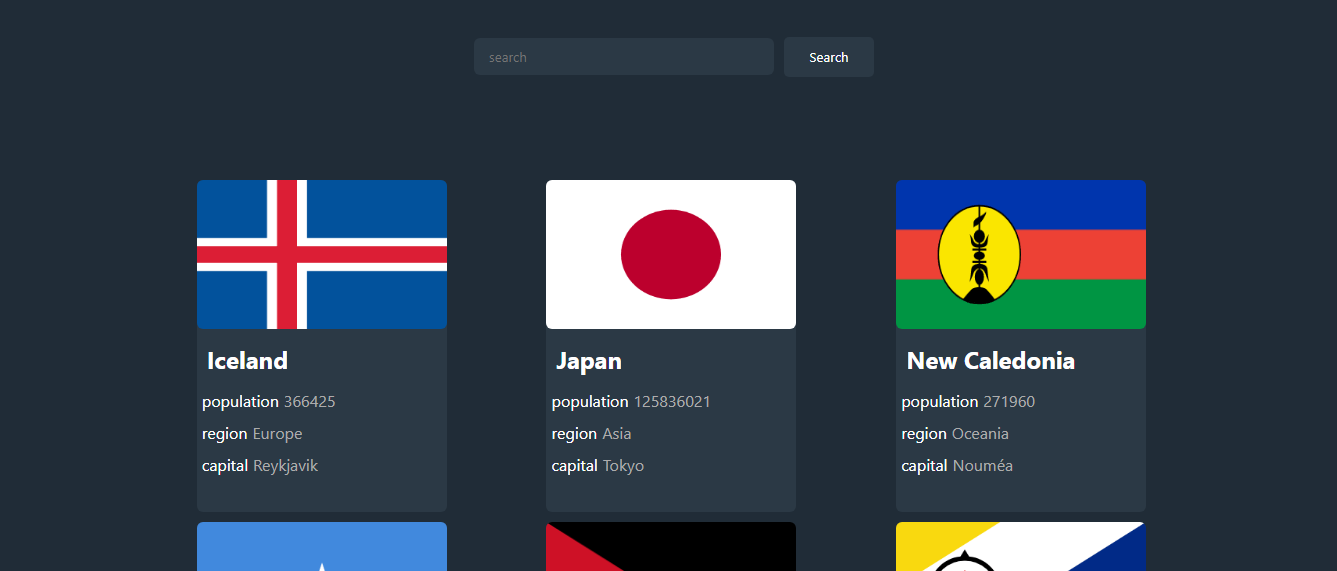 search
Search
Iceland
population 366425
region Europe
capital Reykjavik
Japan
population 125836021
region Asia
capital Tokyo
New Caledonia
population 271960
region Oceania
capital Nouméa